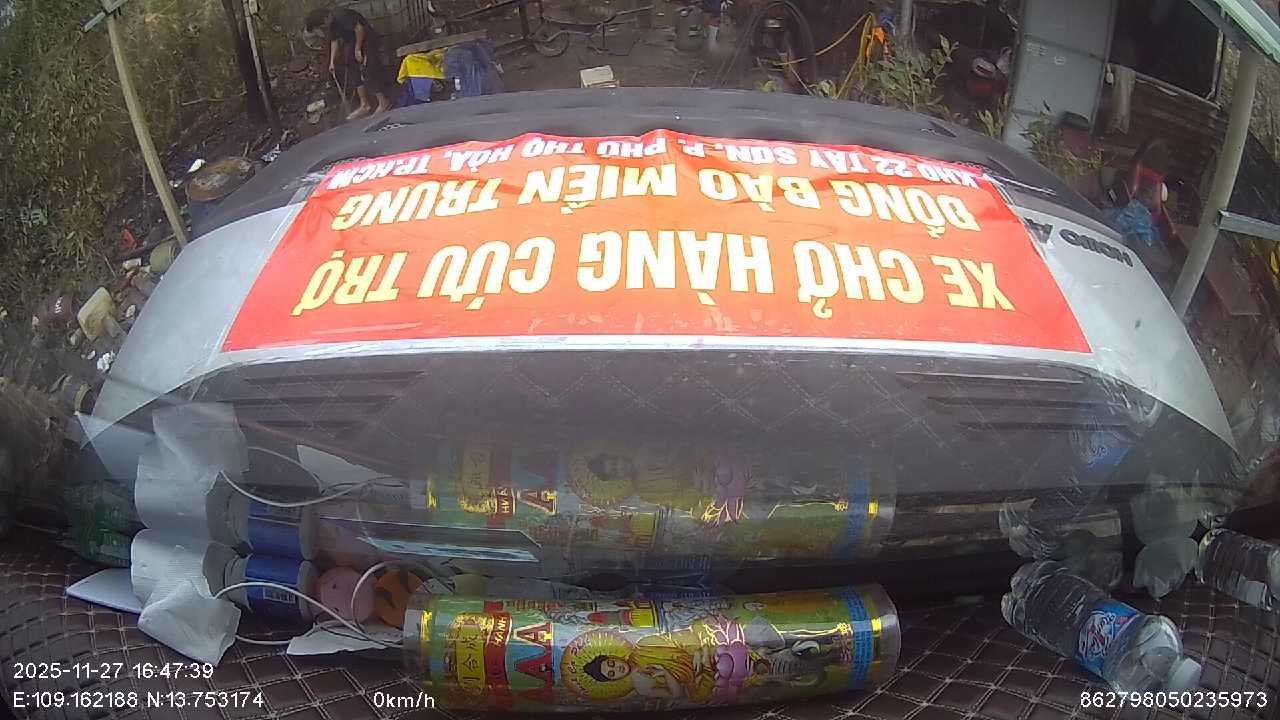 XE CHỞ HÀNG CỨU TRỢ
ĐỒNG BÀO MIỀN TRUNG
KHO 22 TÂY SƠN, P. PHÚ THỌ HÒA, TP.HCM
AAA
2025-11-27 16:47:39
E:109.162188 N:13.753174
0km/h
862798050235973